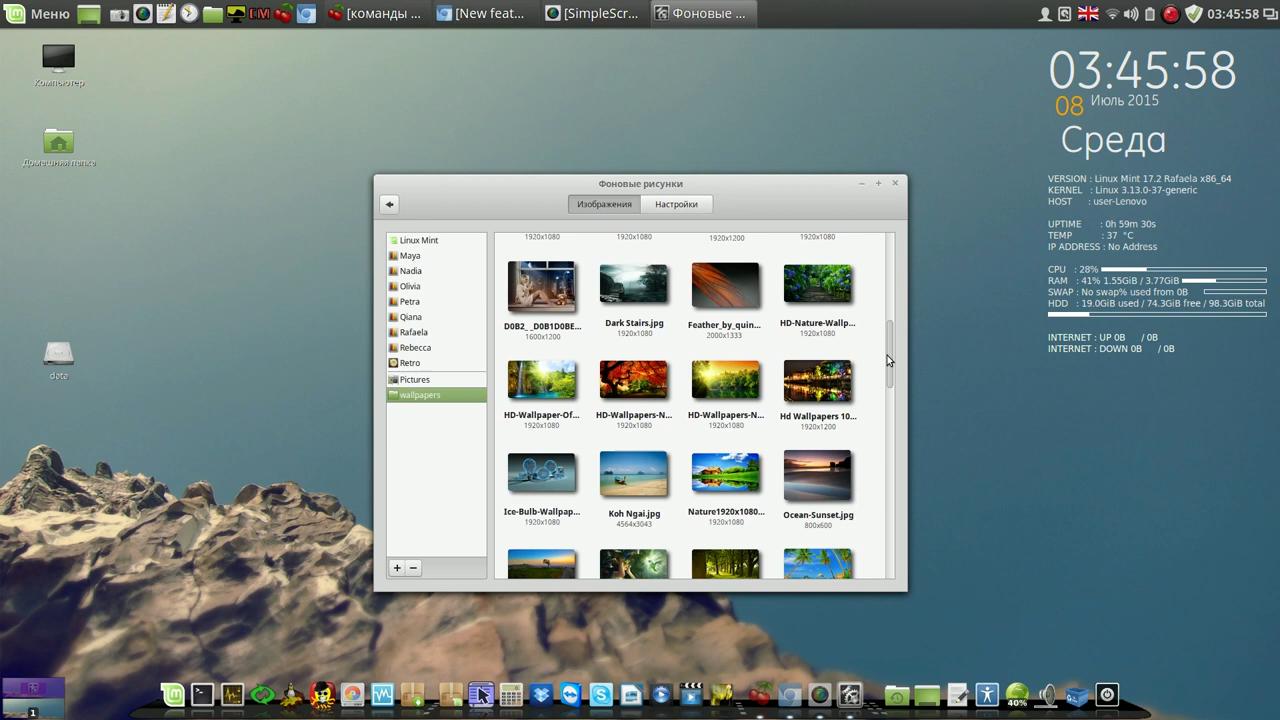 Меню
[команды ...
[New feat...
[SimpleScr...
Фоновые ...
03:45:58
Компьютер
Домашняя папка
data
03:45:58
08 Июль 2015
Среда
VERSION : Linux Mint 17.2 Rafaela x86_64
KERNEL : Linux 3.13.0-37-generic
HOST : user-Lenovo
UPTIME : 0h 59m 30s
TEMP : 37 °C
IP ADDRESS : No Address
CPU : 28%
RAM : 41% 1.55GiB / 3.77GiB
SWAP : No swap% used from 0B
HDD : 19.0GiB used / 74.3GiB free / 98.3GiB total
INTERNET : UP 0B / 0B
INTERNET : DOWN 0B / 0B
Фоновые рисунки
Изображения
Настройки
Linux Mint
Maya
Nadia
Olivia
Petra
Qiana
Rafaela
Rebecca
Retro
Pictures
wallpapers
1920x1080
1920x1080
1920x1200
1920x1080
D0B2_ _D0B1D0BE...
1600x1200
Dark Stairs.jpg
1920x1080
Feather_by_quin...
2000x1333
HD-Nature-Wallp...
1920x1080
HD-Wallpaper-Of...
1920x1080
HD-Wallpapers-N...
1920x1080
HD-Wallpapers-N...
1920x1080
Hd Wallpapers 10...
1920x1200
Ice-Bulb-Wallpap...
1920x1080
Koh Ngai.jpg
4564x3043
Nature1920x1080...
1920x1080
Ocean-Sunset.jpg
800x600
1
40%